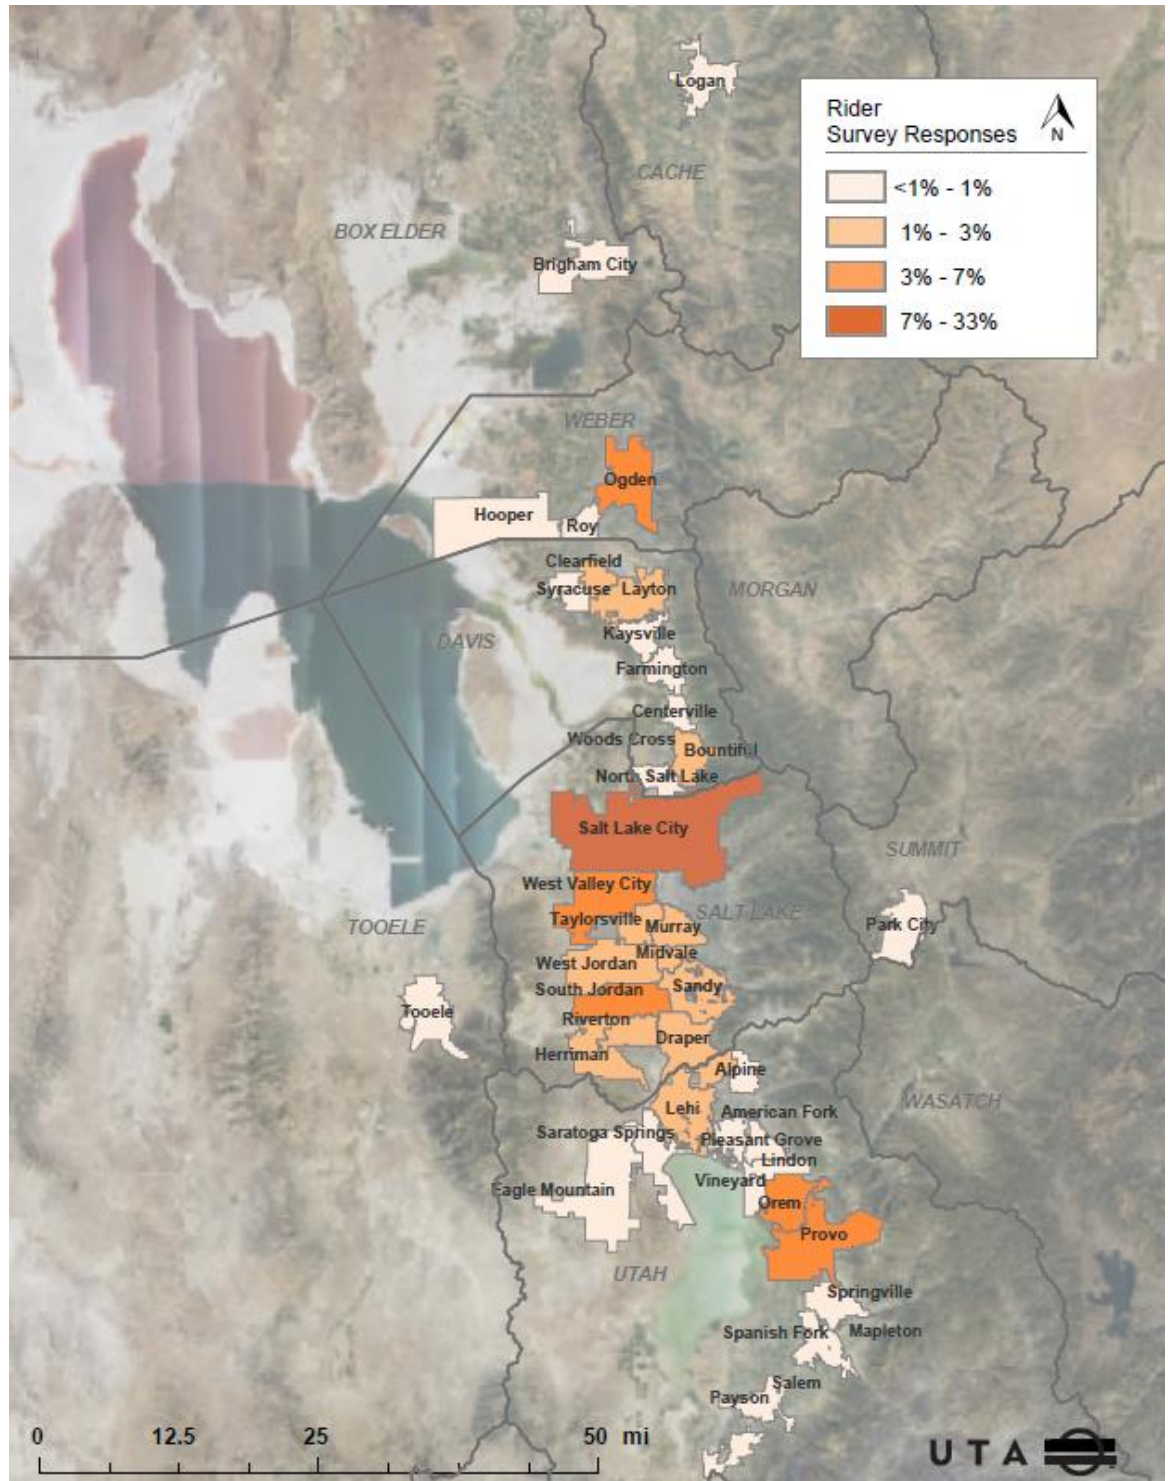 Logan
Rider
Survey Responses
N
<1% - 1%
1% - 3%
3% - 7%
7% - 33%
CACHE
BOX ELDER
Brigham City
WEBER
Ogden
Hooper
Roy
Clearfield
Syracuse
Layton
MORGAN
Kaysville
DAVIS
Farmington
Centerville
Woods Cross
Bountiful
North Salt Lake
Salt Lake City
SUMMIT
West Valley City
SALT LAKE
Taylorsville
Murray
TOOELE
Park City
Midvale
West Jordan
Sandy
South Jordan
Tooele
Riverton
Draper
Herriman
Alpine
WASATCH
Lehi
American Fork
Saratoga Springs
Pleasant Grove
Lindon
Vineyard
Eagle Mountain
Orem
Provo
UTAH
Springville
Spanish Fork
Mapleton
Salem
Payson
0 12.5 25 50 mi
UTA